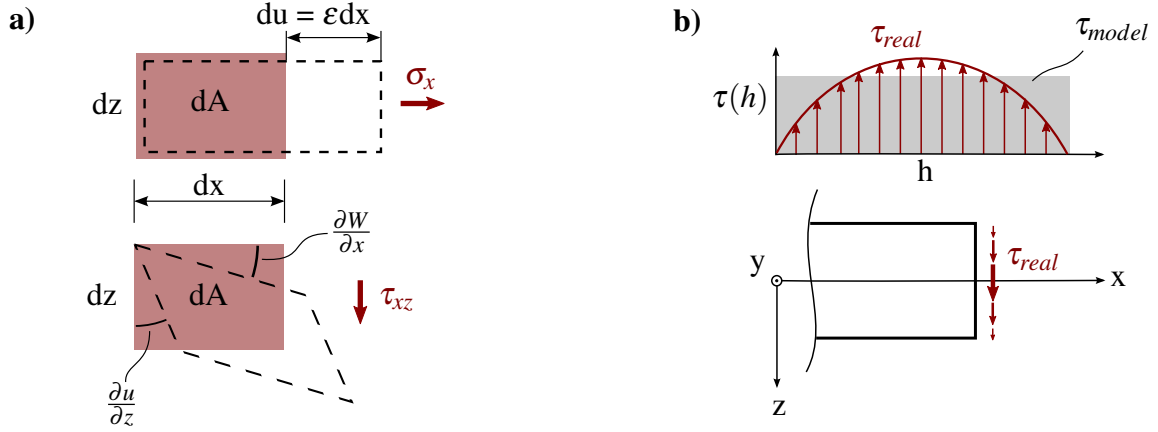 a)
du = εdx
σₓ
dz
dA
dx
∂W
∂x
dz
dA
τₓz
∂u
∂z
b)
τreal
τmodel
τ(h)
h
y
τreal
x
z